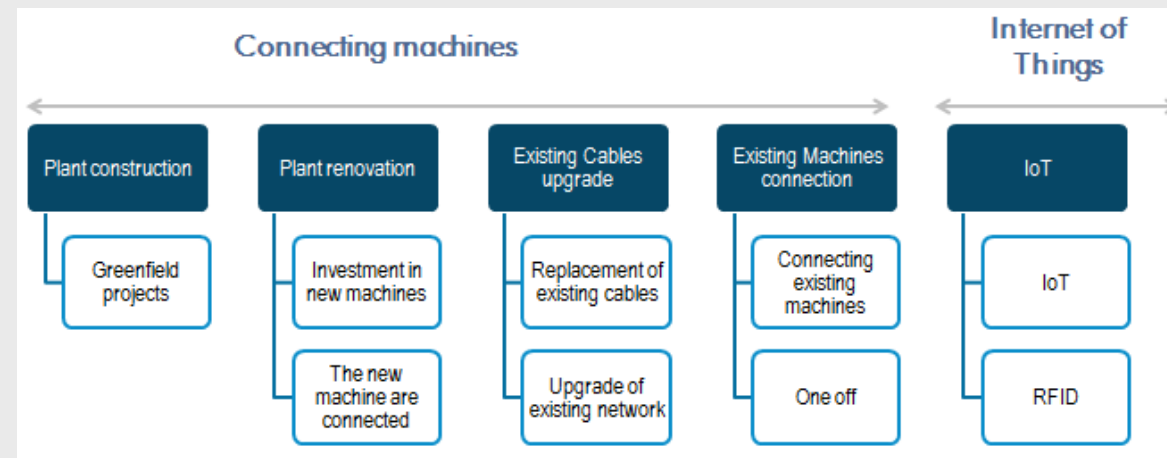 Connecting machines
Internet of
Things
Plant construction
Plant renovation
Existing Cables
upgrade
Existing Machines
connection
IoT
Greenfield
projects
Investment in
new machines
Replacement of
existing cables
Connecting
existing
machines
IoT
The new
machine are
connected
Upgrade of
existing network
One off
RFID